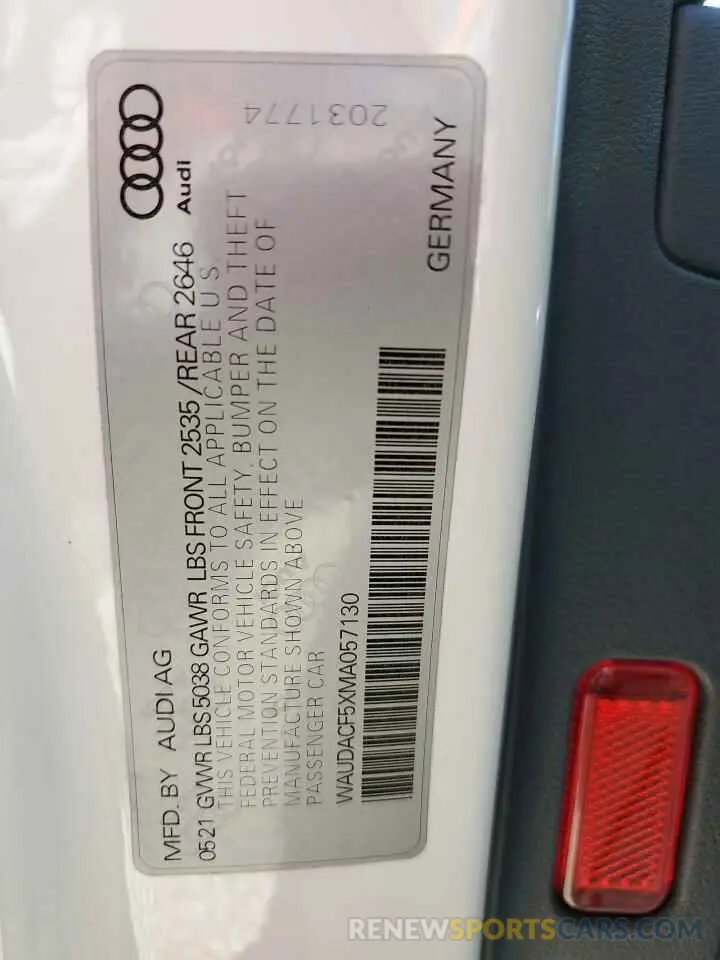 MFD. BY AUDI AG
Audi
0521 GVWR LBS 5038 GAWR LBS FRONT 2535 / REAR 2646
THIS VEHICLE CONFORMS TO ALL APPLICABLE U S
FEDERAL MOTOR VEHICLE SAFETY, BUMPER AND THEFT
PREVENTION STANDARDS IN EFFECT ON THE DATE OF
MANUFACTURE SHOWN ABOVE
PASSENGER CAR
WAUDACF5XMA057130
GERMANY
2031774
RENEWSPORTSCARS.COM